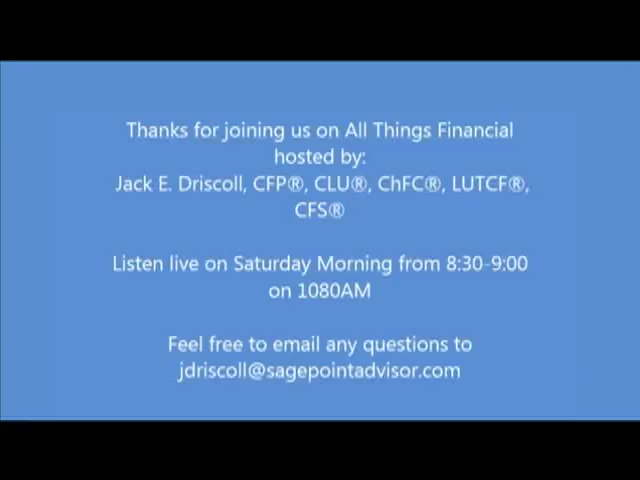 Thanks for joining us on All Things Financial
hosted by:
Jack E. Driscoll, CFP®, CLU®, ChFC®, LUTCF®,
CFS®
Listen live on Saturday Morning from 8:30-9:00
on 1080AM
Feel free to email any questions to
jdriscoll@sagepointadvisor.com